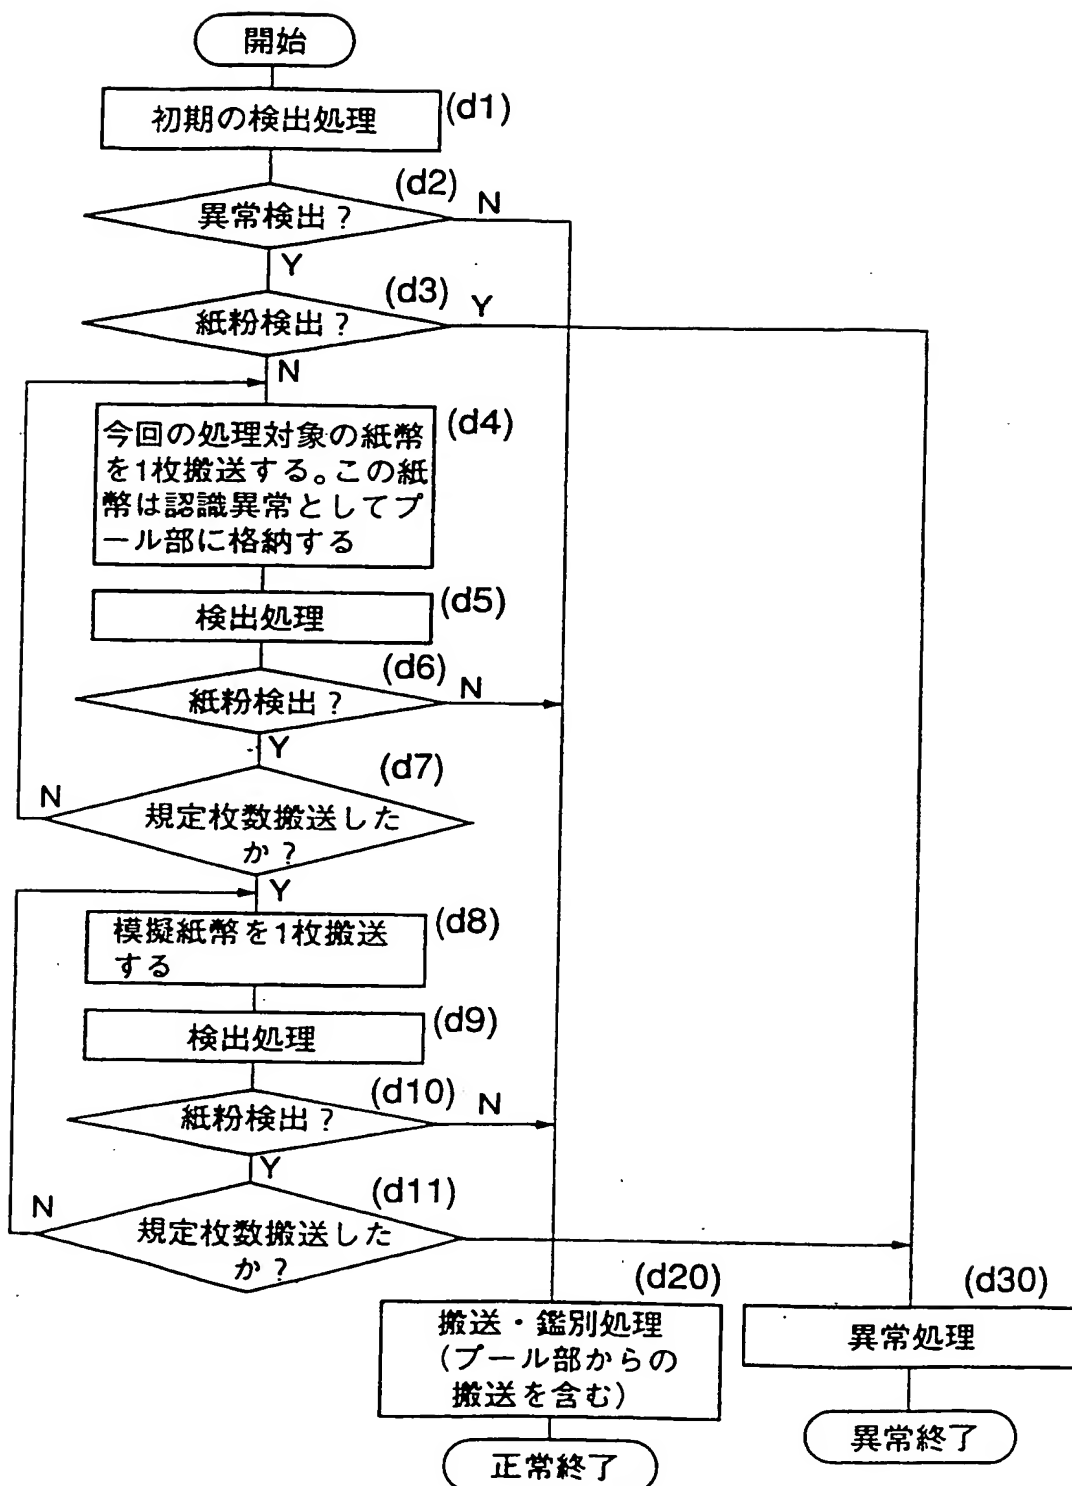 開始
初期の検出処理
(d1)
異常検出?
(d2)
N
Y
紙粉検出?
(d3)
Y
N
今回の処理対象の紙幣
を1枚搬送する。この紙
幣は認識異常としてプ
ール部に格納する
(d4)
検出処理
(d5)
紙粉検出?
(d6)
N
Y
規定枚数搬送した
か?
(d7)
N
Y
模擬紙幣を1枚搬送
する
(d8)
検出処理
(d9)
紙粉検出?
(d10)
N
Y
規定枚数搬送した
か?
(d11)
N
搬送・鑑別処理
(プール部からの
搬送を含む)
(d20)
異常処理
(d30)
正常終了
異常終了